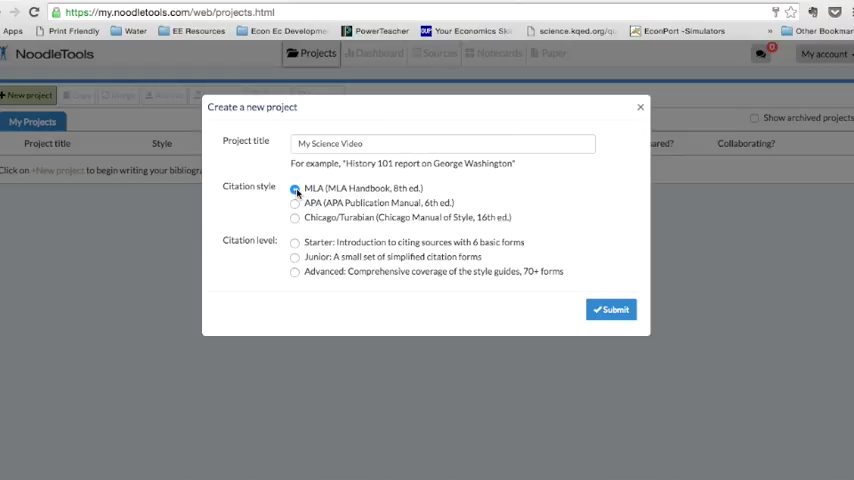 https://my.noodletools.com/web/projects.html
Apps Print Friendly Water EE Resources Econ Ec Developme PowerTeacher OUP Your Economics Skil science.kqed.org/qu EconPort -Simulators » Other Bookmar
NoodleTools Projects Dashboard Sources Notecards Paper 0 My account
+ New project Copy Merge
My Projects Show archived projects
Project title Style ared? Collaborating?
Click on +New project to begin writing your bibliogra
Create a new project ×
Project title My Science Video
For example, "History 101 report on George Washington"
Citation style MLA (MLA Handbook, 8th ed.)
APA (APA Publication Manual, 6th ed.)
Chicago/Turabian (Chicago Manual of Style, 16th ed.)
Citation level: Starter: Introduction to citing sources with 6 basic forms
Junior: A small set of simplified citation forms
Advanced: Comprehensive coverage of the style guides, 70+ forms
Submit